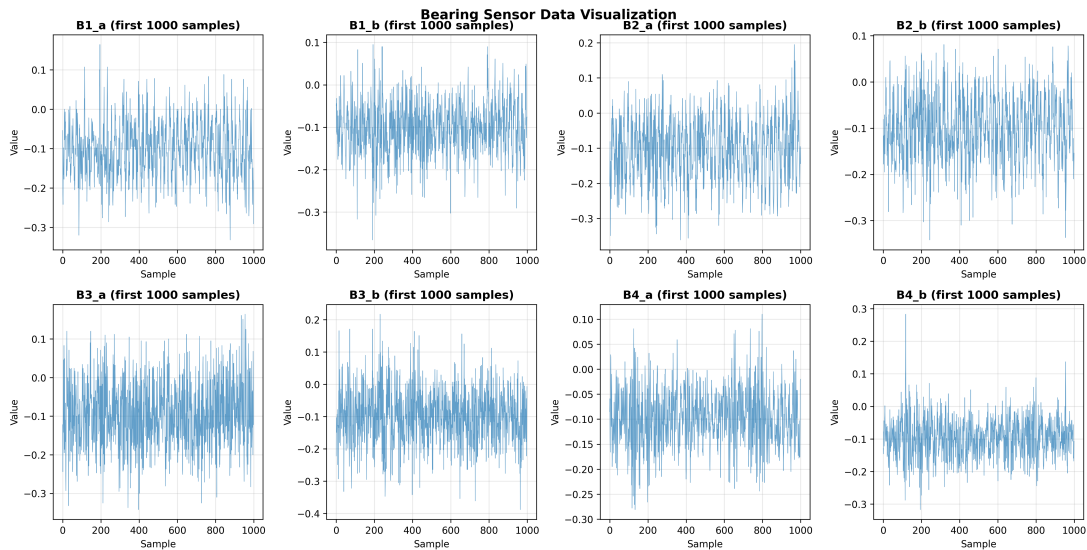 Bearing Sensor Data Visualization
B1_a (first 1000 samples)
B1_b (first 1000 samples)
B2_a (first 1000 samples)
B2_b (first 1000 samples)
Value
0.1
0.0
−0.1
−0.2
−0.3
0 200 400 600 800 1000
Sample
Value
0.1
0.0
−0.1
−0.2
−0.3
0 200 400 600 800 1000
Sample
Value
0.2
0.1
0.0
−0.1
−0.2
−0.3
0 200 400 600 800 1000
Sample
Value
0.1
0.0
−0.1
−0.2
−0.3
0 200 400 600 800 1000
Sample
B3_a (first 1000 samples)
B3_b (first 1000 samples)
B4_a (first 1000 samples)
B4_b (first 1000 samples)
Value
0.1
0.0
−0.1
−0.2
−0.3
0 200 400 600 800 1000
Sample
Value
0.2
0.1
0.0
−0.1
−0.2
−0.3
−0.4
0 200 400 600 800 1000
Sample
Value
0.10
0.05
0.00
−0.05
−0.10
−0.15
−0.20
−0.25
−0.30
0 200 400 600 800 1000
Sample
Value
0.3
0.2
0.1
0.0
−0.1
−0.2
−0.3
0 200 400 600 800 1000
Sample